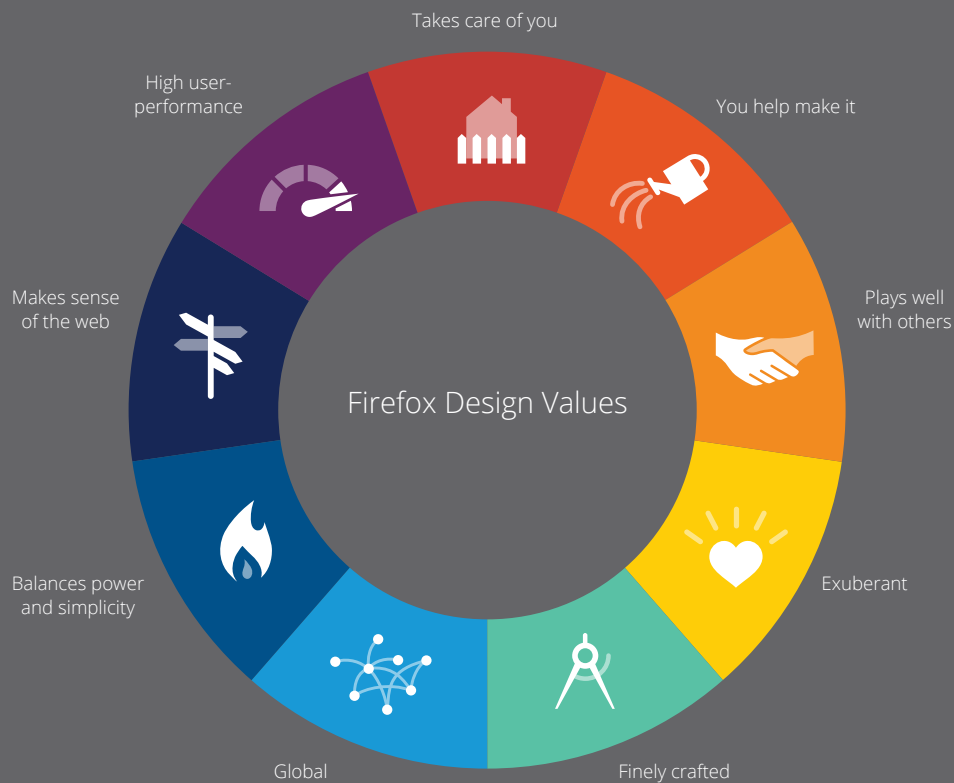 Takes care of you
High user-
performance
You help make it
Makes sense
of the web
Plays well
with others
Firefox Design Values
Balances power
and simplicity
Exuberant
Global
Finely crafted